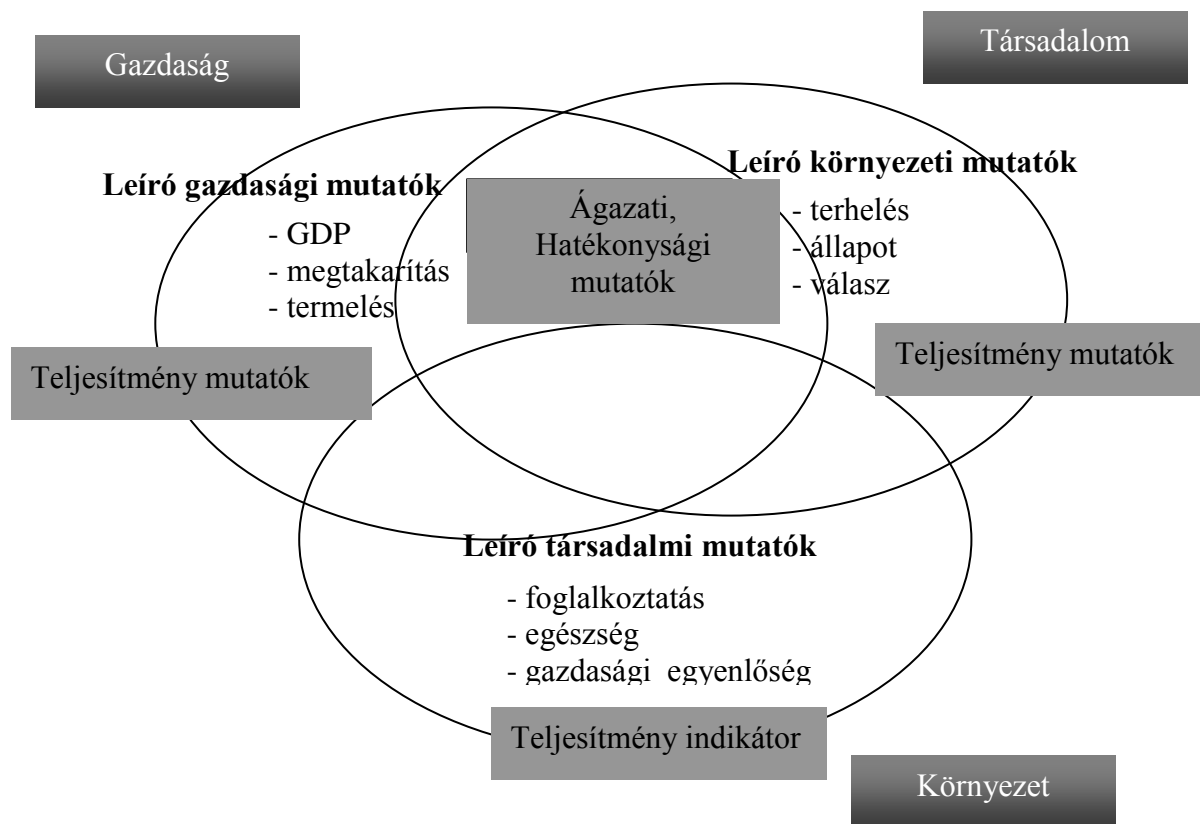 Gazdaság
Társadalom
Leíró gazdasági mutatók
- GDP
- megtakarítás
- termelés
Ágazati,
Hatékonysági
mutatók
Leíró környezeti mutatók
- terhelés
- állapot
- válasz
Teljesítmény mutatók
Teljesítmény mutatók
Leíró társadalmi mutatók
- foglalkoztatás
- egészség
- gazdasági egyenlőség
Teljesítmény indikátor
Környezet